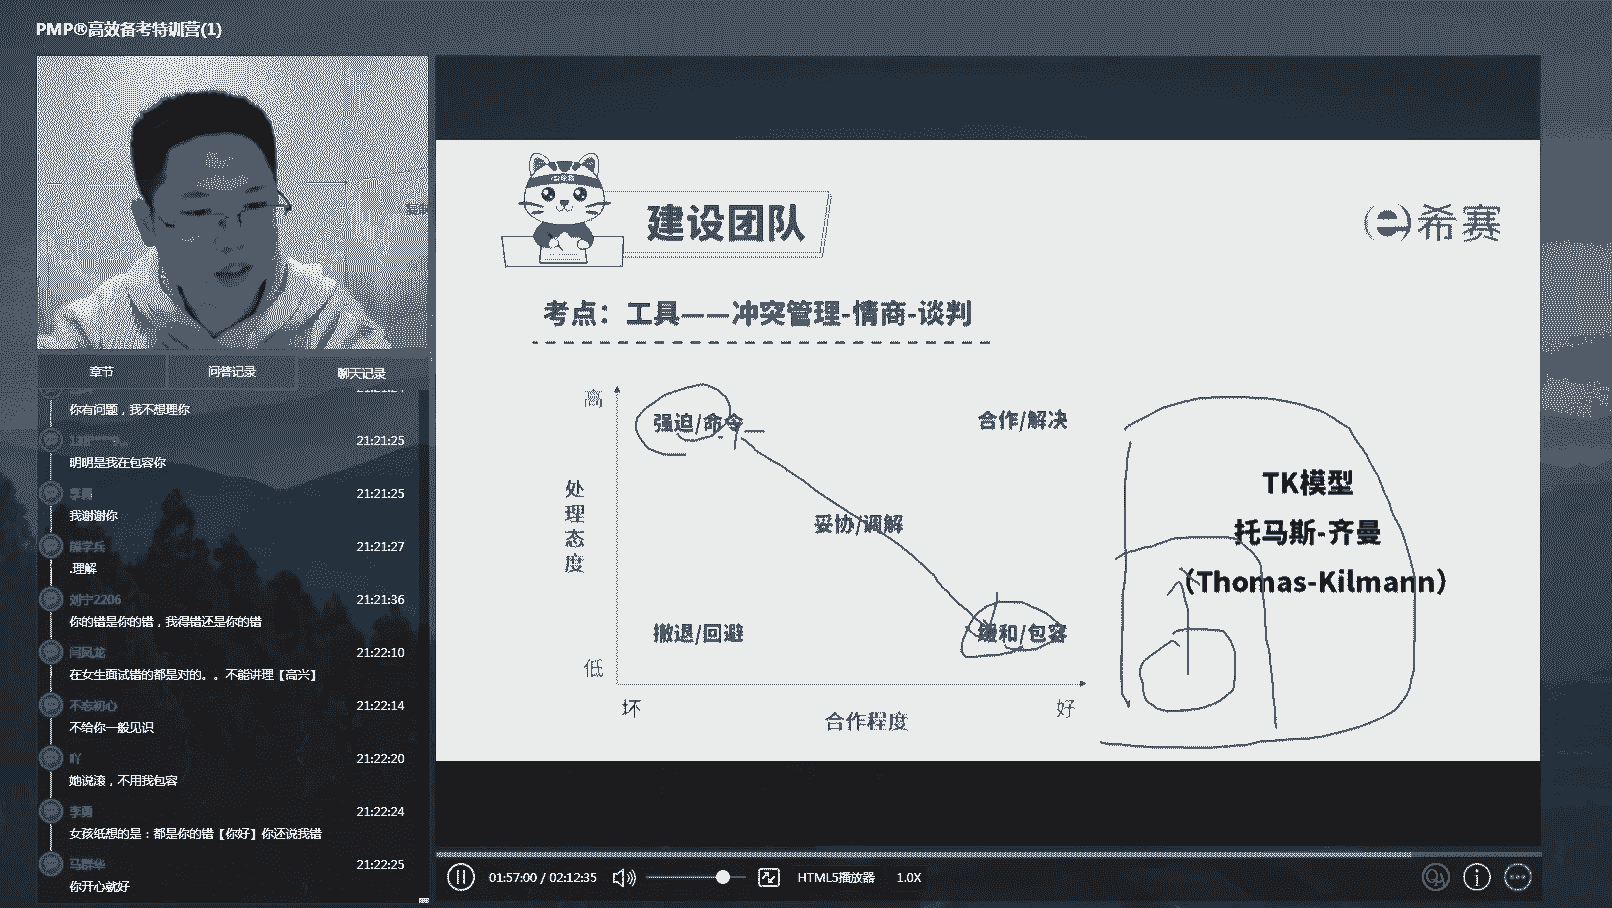 PMP®高效备考特训营(1)
章节
问答记录
聊天记录
你有问题，我不想理你
21:21:25
明明是我在包容你
李勇
21:21:25
我谢谢你
21:21:27
.理解
刘宁2206
21:21:36
你的错是你的错，我得错还是你的错
闫凤龙
21:22:10
在女生面试错的都是对的。。不能讲理【高兴】
不忘初心
21:22:14
不给你一般见识
吖
21:22:20
她说滚，不用我包容
李勇
21:22:24
女孩纸想的是：都是你的错【你好】你还说我错
马群华
21:22:25
你开心就好
建设团队
希赛
考点：工具——冲突管理-情商-谈判
高
强迫/命令
合作/解决
处理态度
妥协/调解
撤退/回避
缓和/包容
低
坏
合作程度
好
TK模型
托马斯-齐曼
（Thomas-Kilmann）
01:57:00 / 02:12:35
HTML5播放器
1.0X